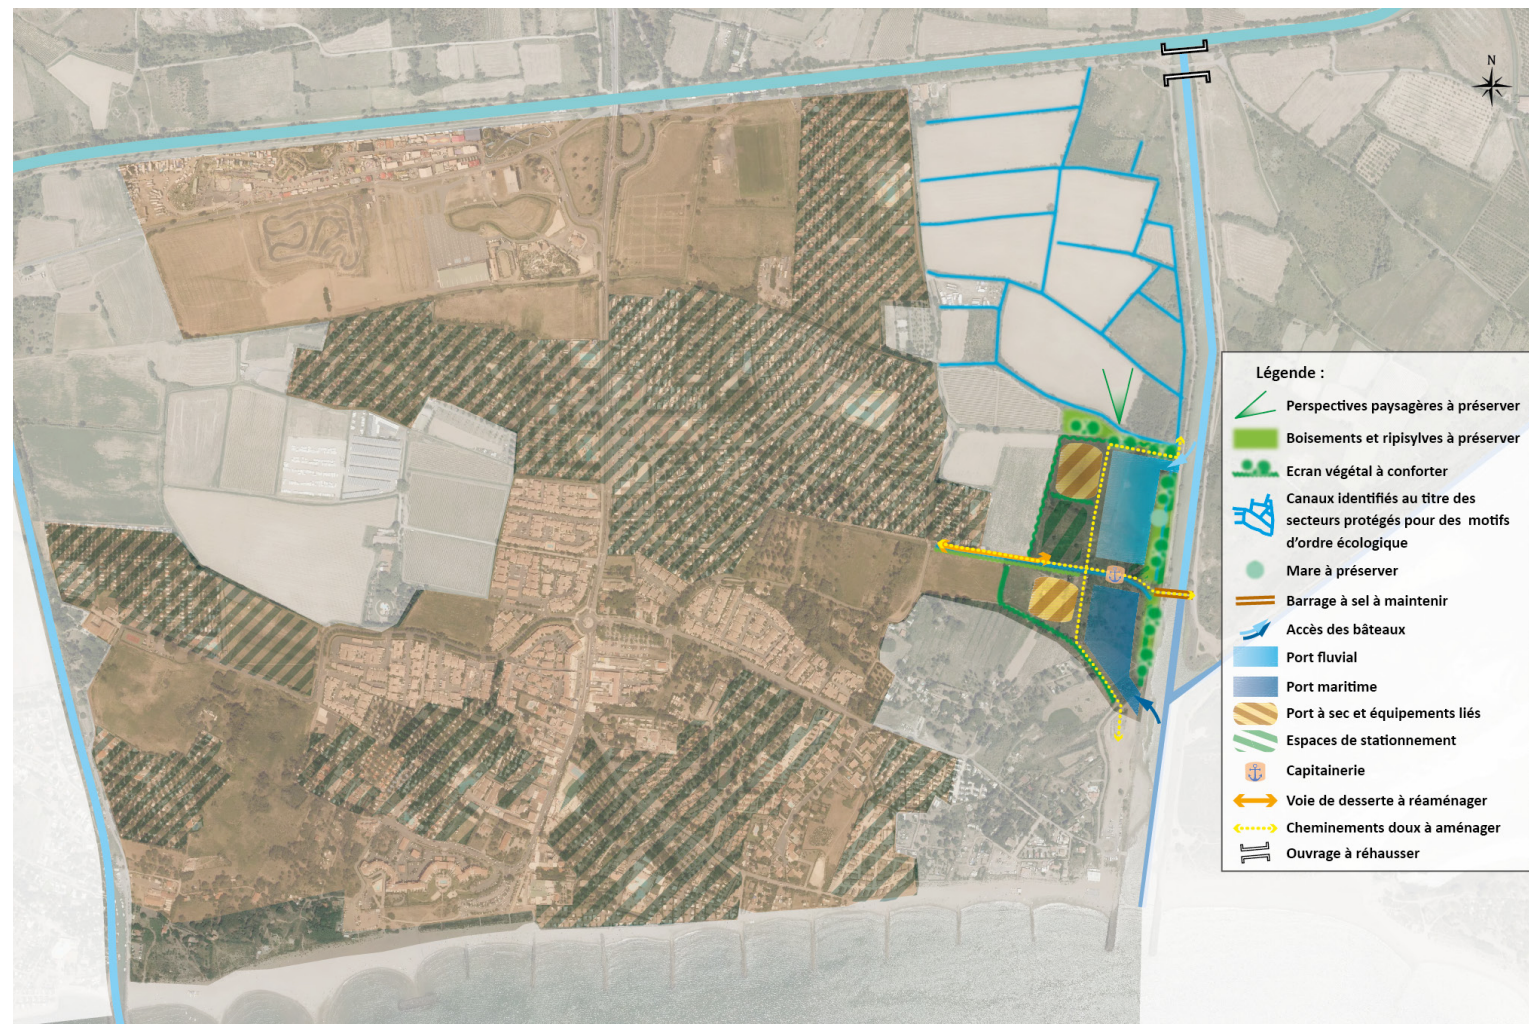 N
Légende :
Perspectives paysagères à préserver
Boisements et ripisylves à préserver
Ecran végétal à conforter
Canaux identifiés au titre des
secteurs protégés pour des motifs
d'ordre écologique
Mare à préserver
Barrage à sel à maintenir
Accès des bâteaux
Port fluvial
Port maritime
Port à sec et équipements liés
Espaces de stationnement
Capitainerie
Voie de desserte à réaménager
Cheminements doux à aménager
Ouvrage à réhausser